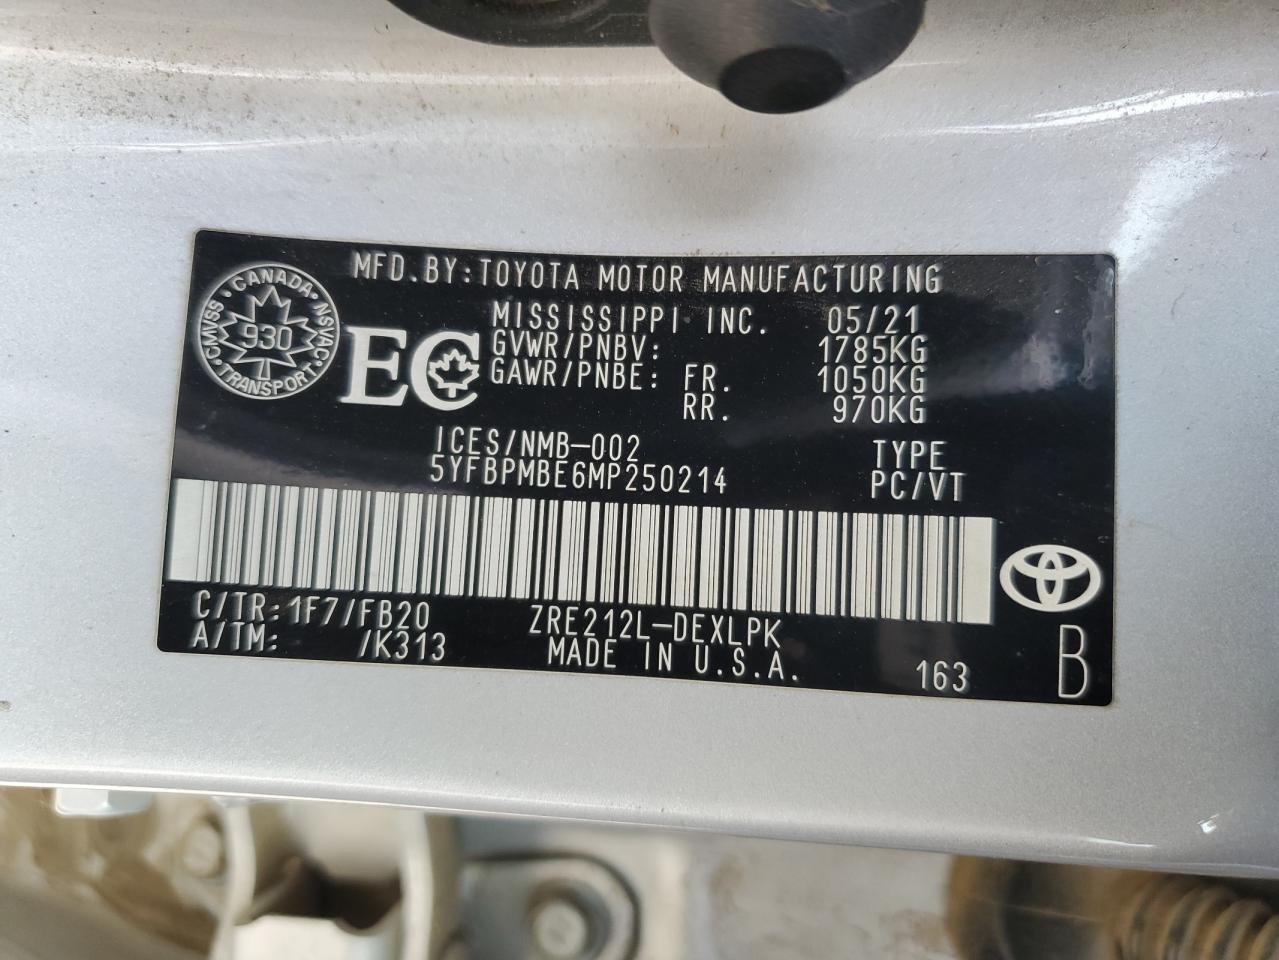 MFD.BY:TOYOTA MOTOR MANUFACTURING
MISSISSIPPI INC. 05/21
GVWR/PNBV: 1785KG
GAWR/PNBE: FR. 1050KG
RR. 970KG
CANADA·NSVAC·TRANSPORT·CMVSS·
930
EC
ICES/NMB-002
TYPE
5YFBPMBE6MP250214
PC/VT
C/TR:1F7/FB20
ZRE212L-DEXLPK
A/TM: /K313
MADE IN U.S.A.
163
B